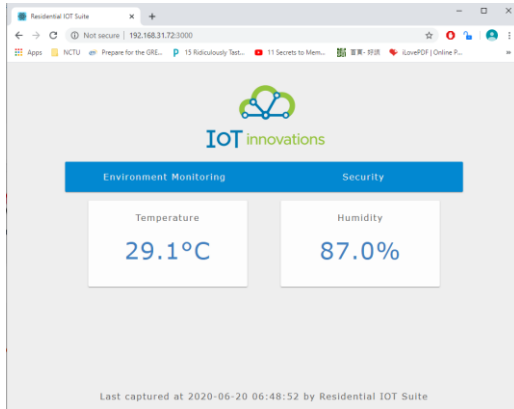 Residential IOT Suite
Not secure | 192.168.31.72:3000
Apps NCTU Prepare for the GRE... 15 Ridiculously Tast... 11 Secrets to Mem... iLovePDF | Online P...
IOT innovations
Environment Monitoring Security
Temperature Humidity
29.1°C 87.0%
Last captured at 2020-06-20 06:48:52 by Residential IOT Suite